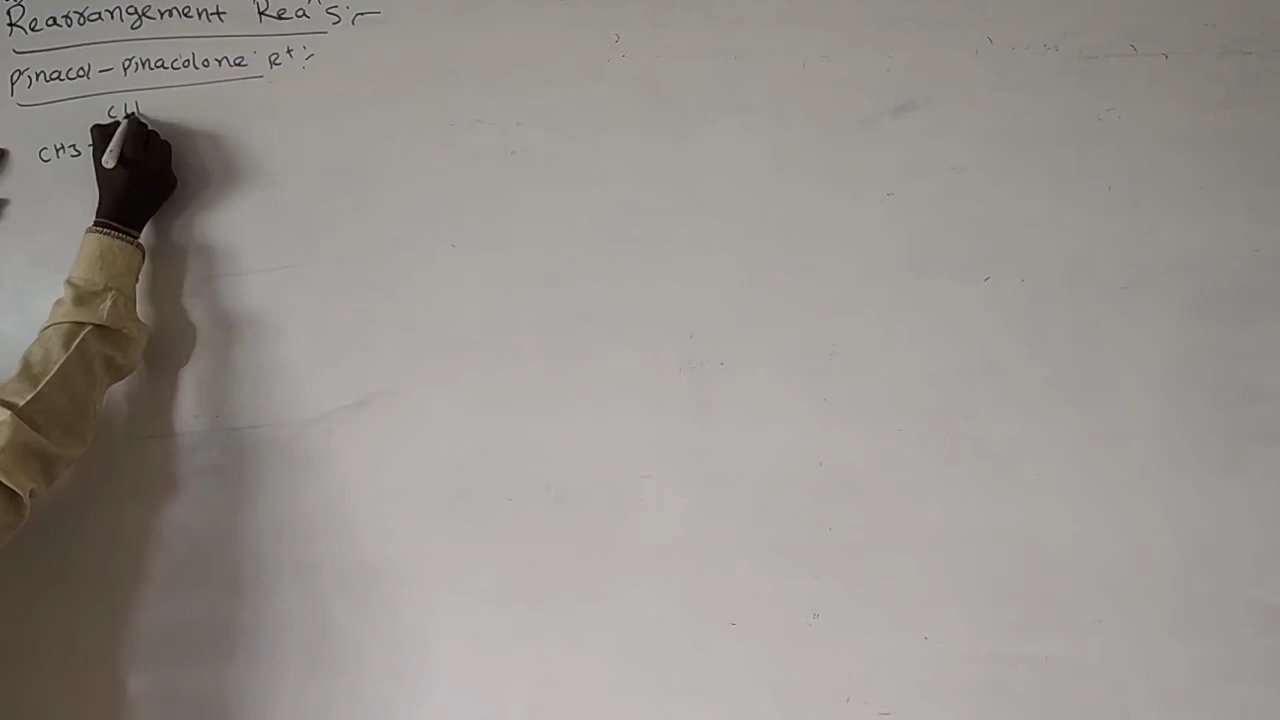 Rearrangement Rea's:-
Pinacol - Pinacolone R+:-
CH
CH3-